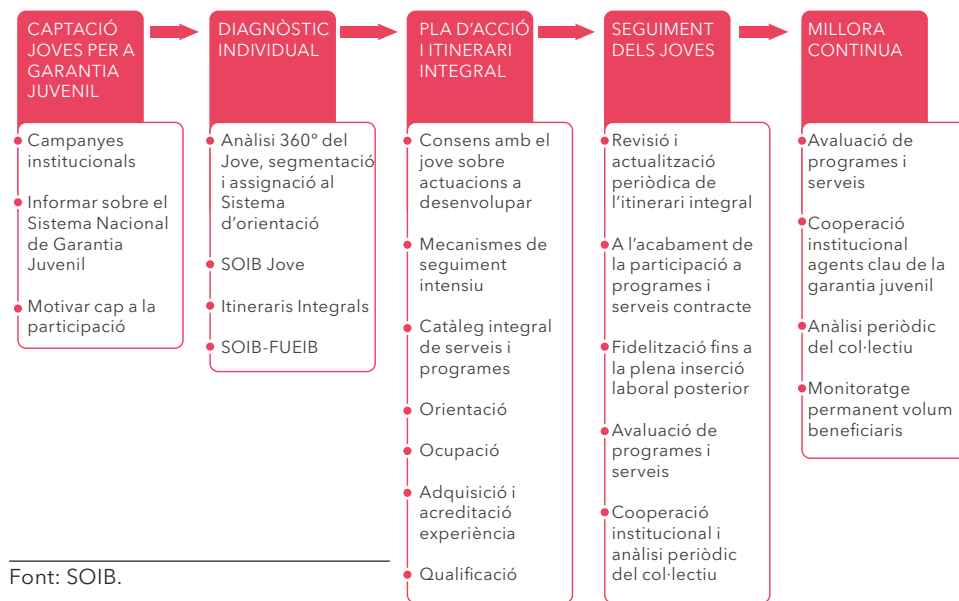 CAPTACIÓ
JOVES PER A
GARANTIA
JUVENIL
Campanyes
institucionals
Informar sobre el
Sistema Nacional
de Garantia
Juvenil
Motivar cap a la
participació
DIAGNÒSTIC
INDIVIDUAL
Anàlisi 360º del
Jove, segmentació
i assignació al
Sistema
d'orientació
SOIB Jove
Itineraris Integrals
SOIB-FUEIB
PLA D'ACCIÓ
I ITINERARI
INTEGRAL
Consens amb el
jove sobre
actuacions a
desenvolupar
Mecanismes de
seguiment
intensiu
Catàleg integral
de serveis i
programes
Orientació
Ocupació
Adquisició i
acreditació
experiència
Qualificació
SEGUIMENT
DELS JOVES
Revisió i
actualització
periòdica de
l'itinerari integral
A l'acabament de
la participació a
programes i
serveis contracte
Fidelització fins a
la plena inserció
laboral posterior
Avaluació de
programes i
serveis
Cooperació
institucional i
anàlisi periòdic
del col·lectiu
MILLORA
CONTINUA
Avaluació de
programes i
serveis
Cooperació
institucional
agents clau de la
garantia juvenil
Anàlisi periòdic
del col·lectiu
Monitoratge
permanent volum
beneficiaris
Font: SOIB.